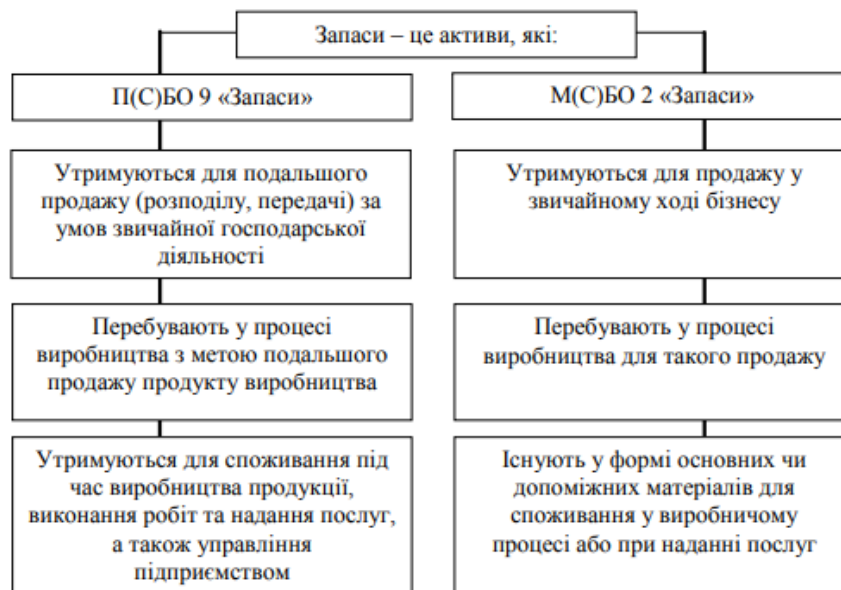 Запаси – це активи, які:
П(С)БО 9 «Запаси»
Утримуються для подальшого
продажу (розподілу, передачі) за
умов звичайної господарської
діяльності
Перебувають у процесі
виробництва з метою подальшого
продажу продукту виробництва
Утримуються для споживання під
час виробництва продукції,
виконання робіт та надання послуг,
а також управління
підприємством
М(С)БО 2 «Запаси»
Утримуються для продажу у
звичайному ході бізнесу
Перебувають у процесі
виробництва для такого продажу
Існують у формі основних чи
допоміжних матеріалів для
споживання у виробничому
процесі або при наданні послуг